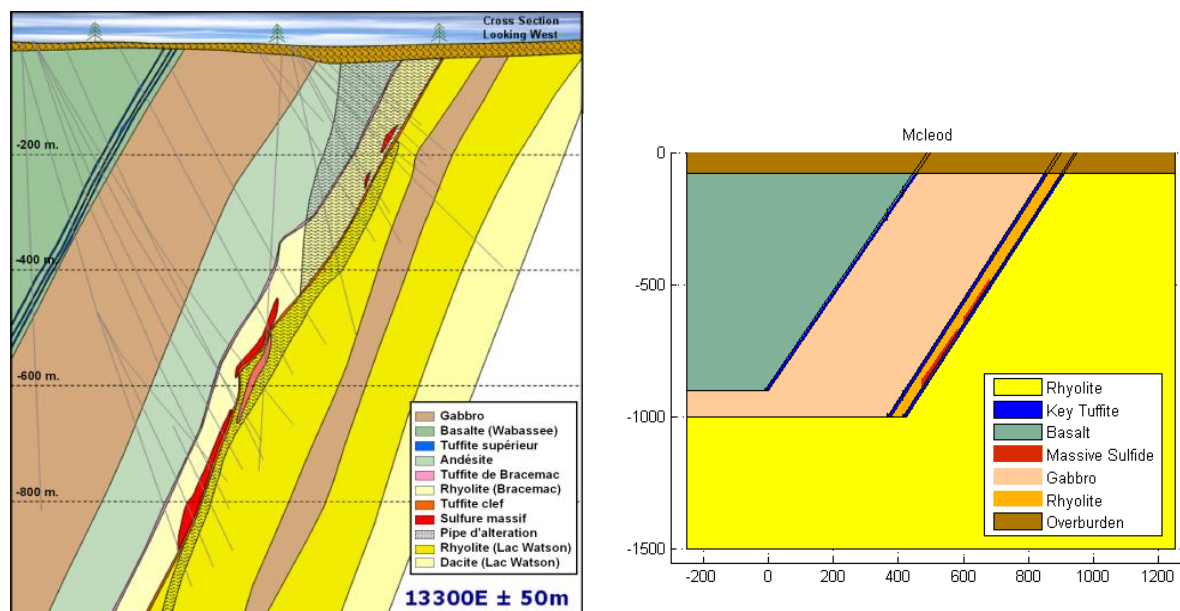 Cross Section
Looking West
-200 m.
-400 m.
-600 m.
-800 m.
Gabbro
Basalte (Wabassee)
Tuffite supérieur
Andésite
Tuffite de Bracemac
Rhyolite (Bracemac)
Tuffite clef
Sulfure massif
Pipe d'alteration
Rhyolite (Lac Watson)
Dacite (Lac Watson)
13300E ± 50m
Mcleod
0
-500
-1000
-1500
-200 0 200 400 600 800 1000 1200
Rhyolite
Key Tuffite
Basalt
Massive Sulfide
Gabbro
Rhyolite
Overburden